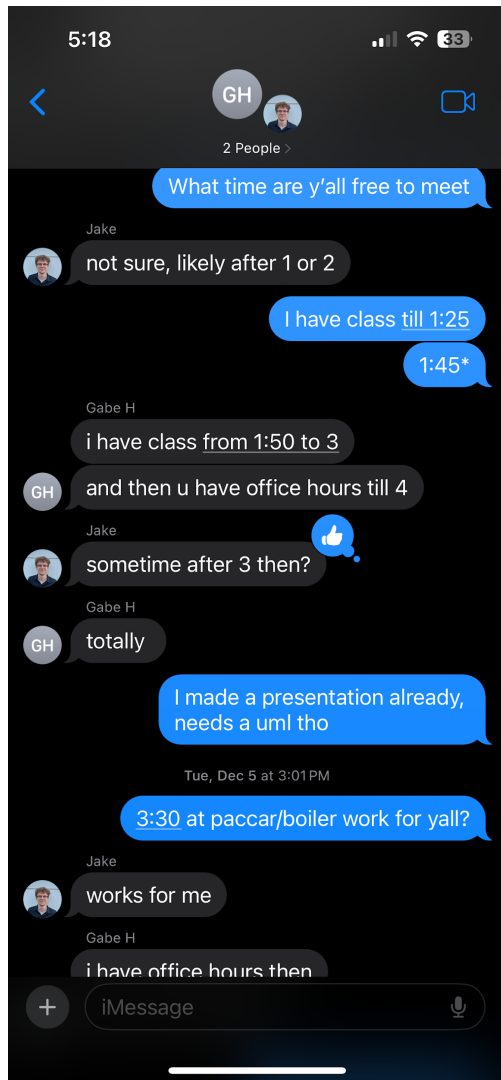 5:18
33
GH
2 People
What time are y'all free to meet
Jake
not sure, likely after 1 or 2
I have class till 1:25
1:45*
Gabe H
i have class from 1:50 to 3
GH
and then u have office hours till 4
Jake
sometime after 3 then?
Gabe H
GH
totally
I made a presentation already,
needs a uml tho
Tue, Dec 5 at 3:01 PM
3:30 at paccar/boiler work for yall?
Jake
works for me
Gabe H
i have office hours then
iMessage